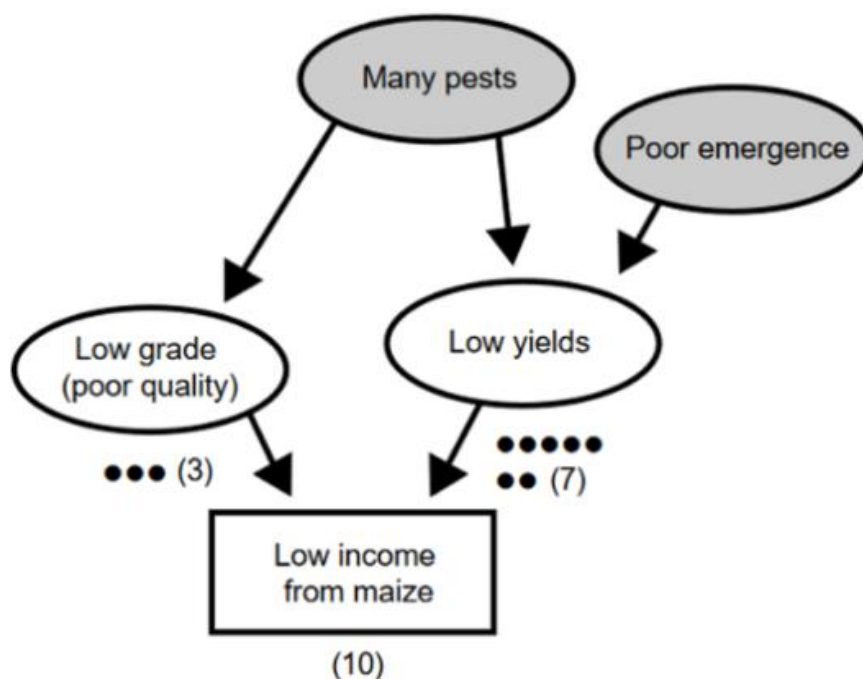 Many pests
Poor emergence
Low grade
(poor quality)
Low yields
(3)
(7)
Low income
from maize
(10)